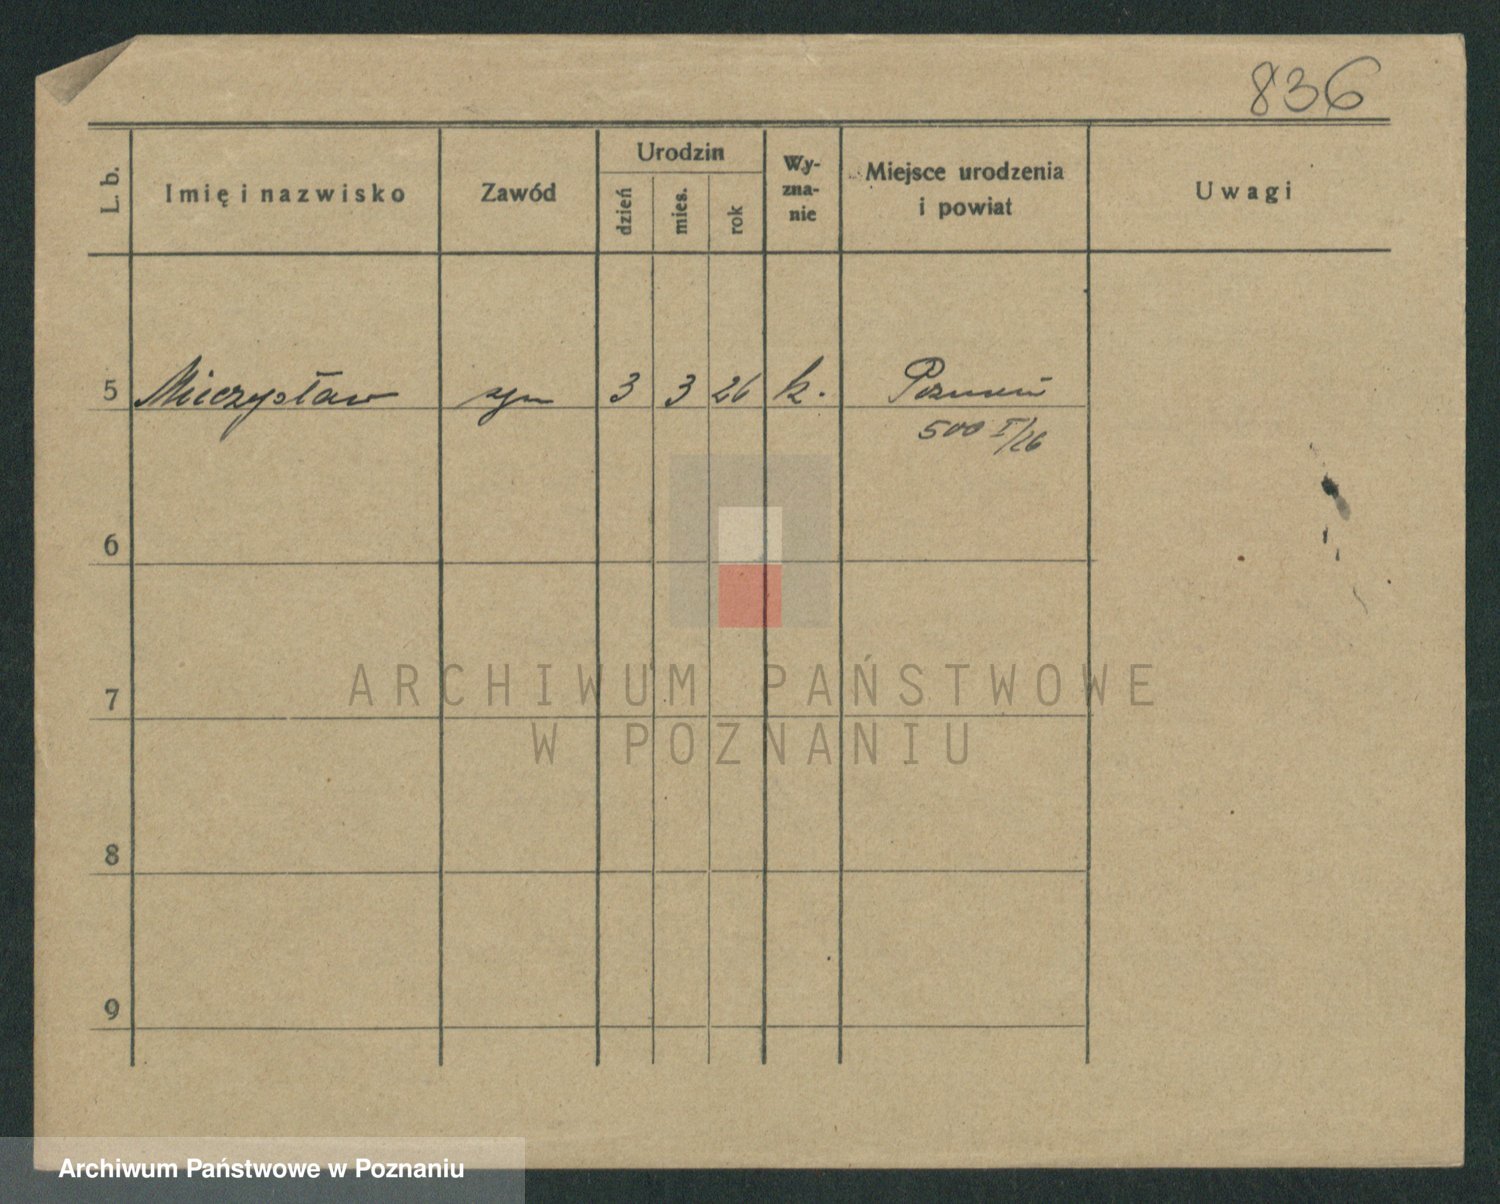 836
L. b.
Imię i nazwisko
Zawód
Urodzin
dzień
mies.
rok
Wy-
zna-
nie
Miejsce urodzenia
i powiat
Uwagi
5 Mieczysław syn 3 3 26 k. Poznań
500 I/26
6
7
8
9
ARCHIWUM PAŃSTWOWE
W POZNANIU
Archiwum Państwowe w Poznaniu